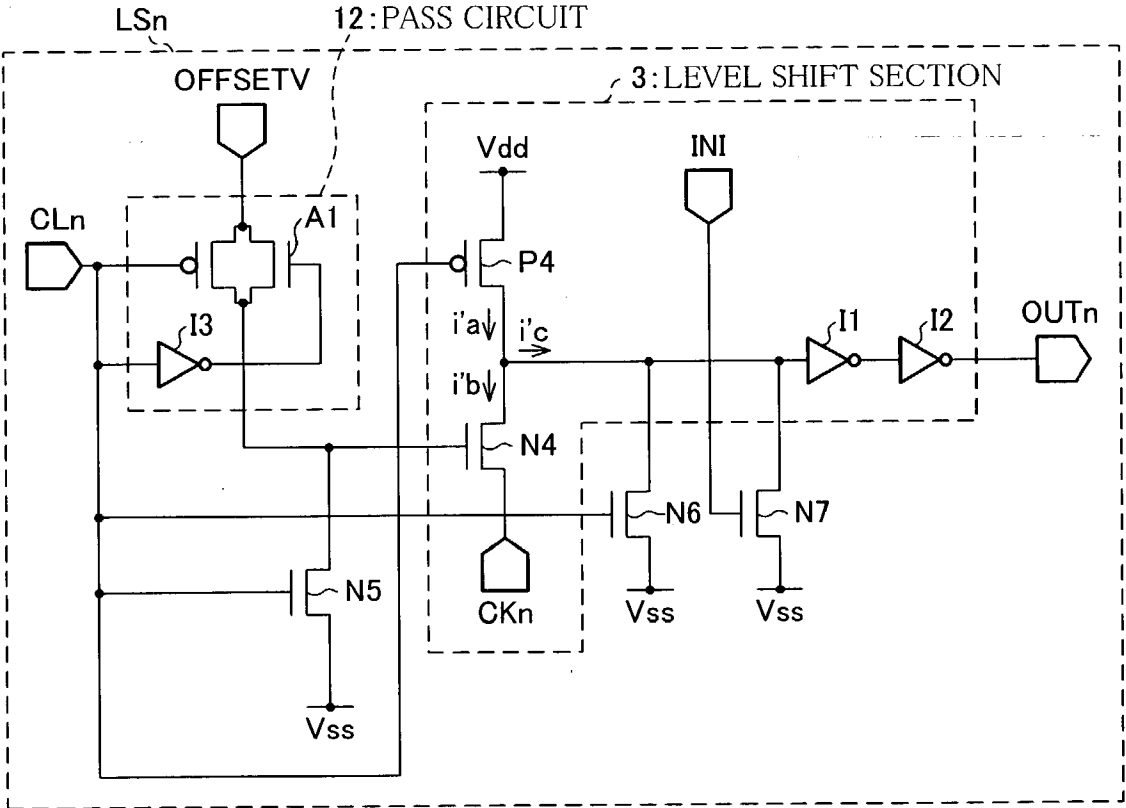 LSn
12:PASS CIRCUIT
OFFSETV
3:LEVEL SHIFT SECTION
Vdd
INI
CLn
A1
P4
I3
i'a
i'c
I1
I2
OUTn
i'b
N4
N6
N7
N5
CKn
Vss
Vss
Vss